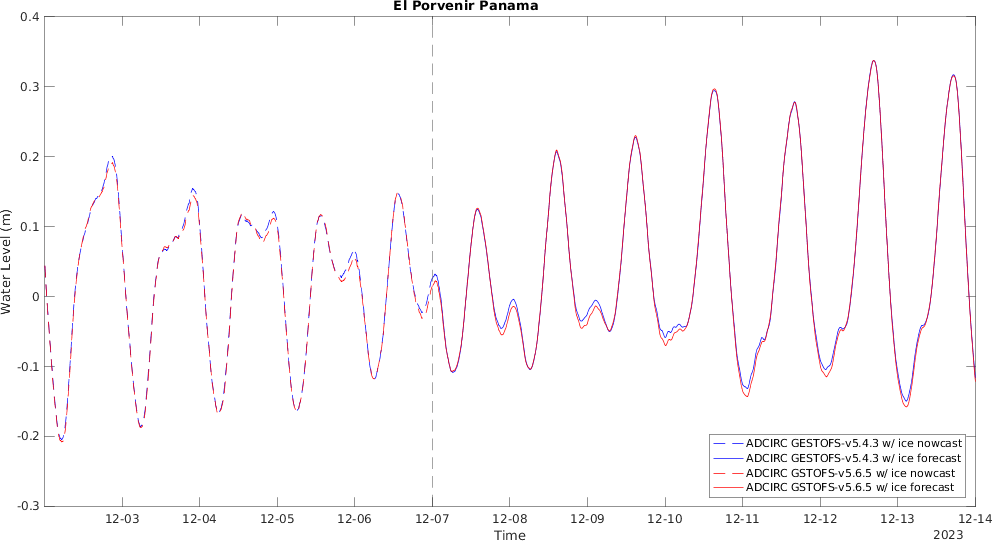 El Porvenir Panama
0.4
0.3
0.2
0.1
0
-0.1
-0.2
-0.3
Water Level (m)
ADCIRC GESTOFS-v5.4.3 w/ ice nowcast
ADCIRC GESTOFS-v5.4.3 w/ ice forecast
ADCIRC GSTOFS-v5.6.5 w/ ice nowcast
ADCIRC GSTOFS-v5.6.5 w/ ice forecast
12-03 12-04 12-05 12-06 12-07 12-08 12-09 12-10 12-11 12-12 12-13 12-14
Time
2023